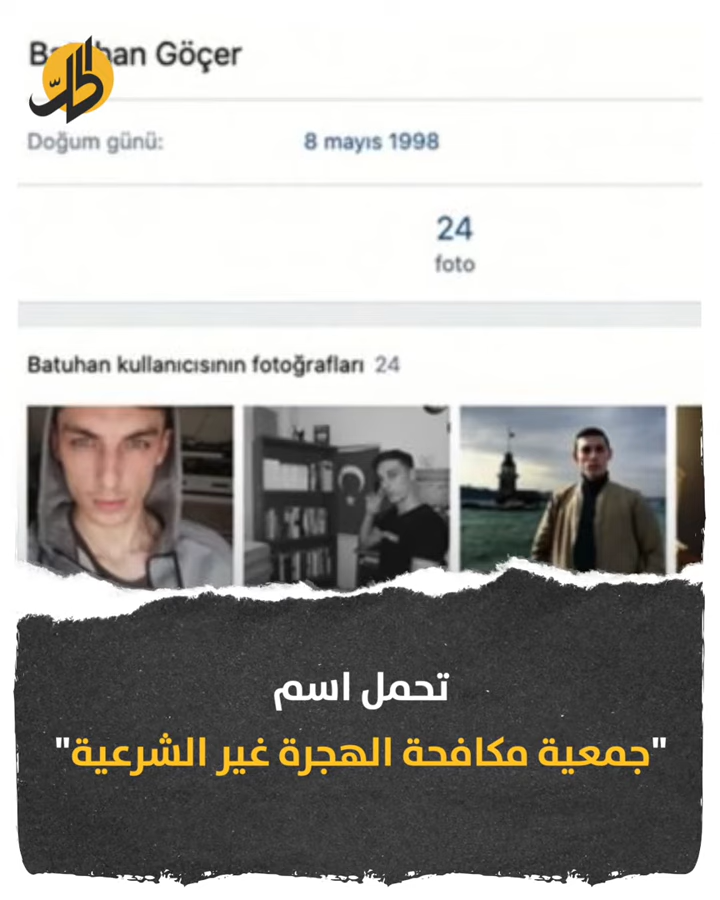 Batuhan Göçer
Doğum günü: 8 mayıs 1998
24
foto
Batuhan kullanıcısının fotoğrafları 24
تحمل اسم
"جمعية مكافحة الهجرة غير الشرعية"